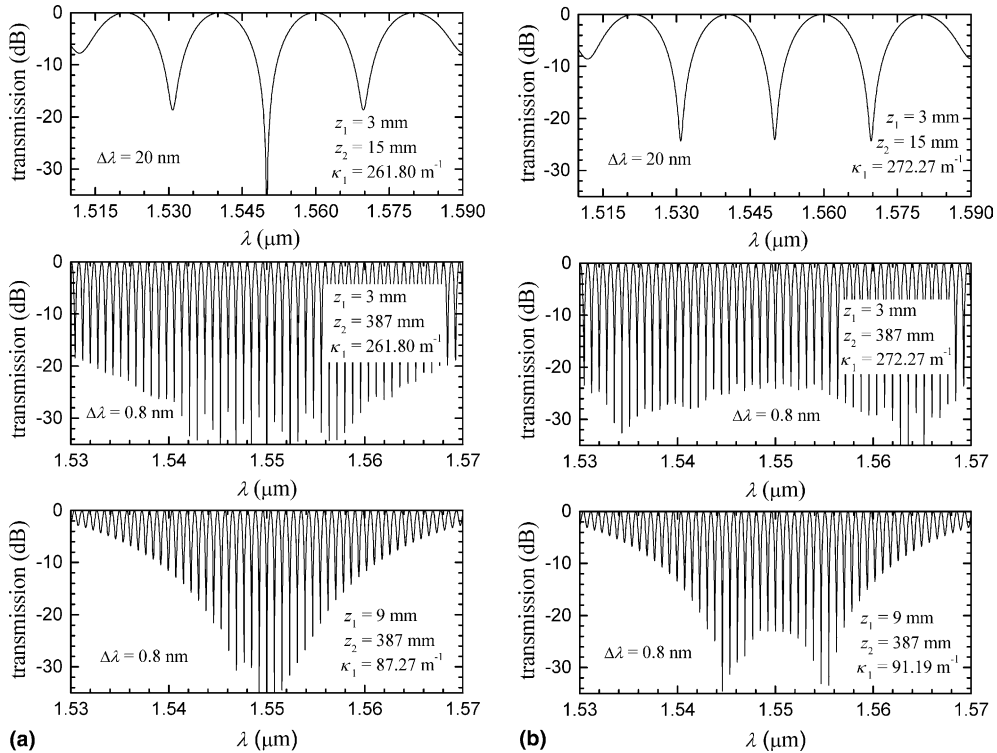 0
-10
-20
-30
transmission (dB)
z1 = 3 mm
z2 = 15 mm
κ1 = 261.80 m-1
Δλ = 20 nm
1.515 1.530 1.545 1.560 1.575 1.590
λ (μm)
0
-10
-20
-30
transmission (dB)
z1 = 3 mm
z2 = 15 mm
κ1 = 272.27 m-1
Δλ = 20 nm
1.515 1.530 1.545 1.560 1.575 1.590
λ (μm)
0
-10
-20
-30
transmission (dB)
z1 = 3 mm
z2 = 387 mm
κ1 = 261.80 m-1
Δλ = 0.8 nm
1.53 1.54 1.55 1.56 1.57
λ (μm)
0
-10
-20
-30
transmission (dB)
z1 = 3 mm
z2 = 387 mm
κ1 = 272.27 m-1
Δλ = 0.8 nm
1.53 1.54 1.55 1.56 1.57
λ (μm)
0
-10
-20
-30
transmission (dB)
z1 = 9 mm
z2 = 387 mm
κ1 = 87.27 m-1
Δλ = 0.8 nm
1.53 1.54 1.55 1.56 1.57
λ (μm)
(a)
0
-10
-20
-30
transmission (dB)
z1 = 9 mm
z2 = 387 mm
κ1 = 91.19 m-1
Δλ = 0.8 nm
1.53 1.54 1.55 1.56 1.57
λ (μm)
(b)